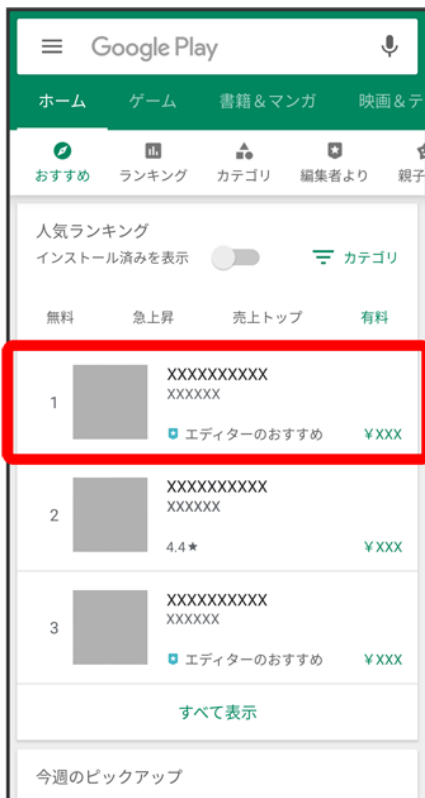 Google Play
ホーム ゲーム 書籍＆マンガ 映画＆テ
おすすめ ランキング カテゴリ 編集者より 親子
人気ランキング
インストール済みを表示 カテゴリ
無料 急上昇 売上トップ 有料
1 XXXXXXXXXX
XXXXXX
エディターのおすすめ ￥XXX
2 XXXXXXXXXX
XXXXXX
4.4★ ￥XXX
3 XXXXXXXXXX
XXXXXX
エディターのおすすめ ￥XXX
すべて表示
今週のピックアップ